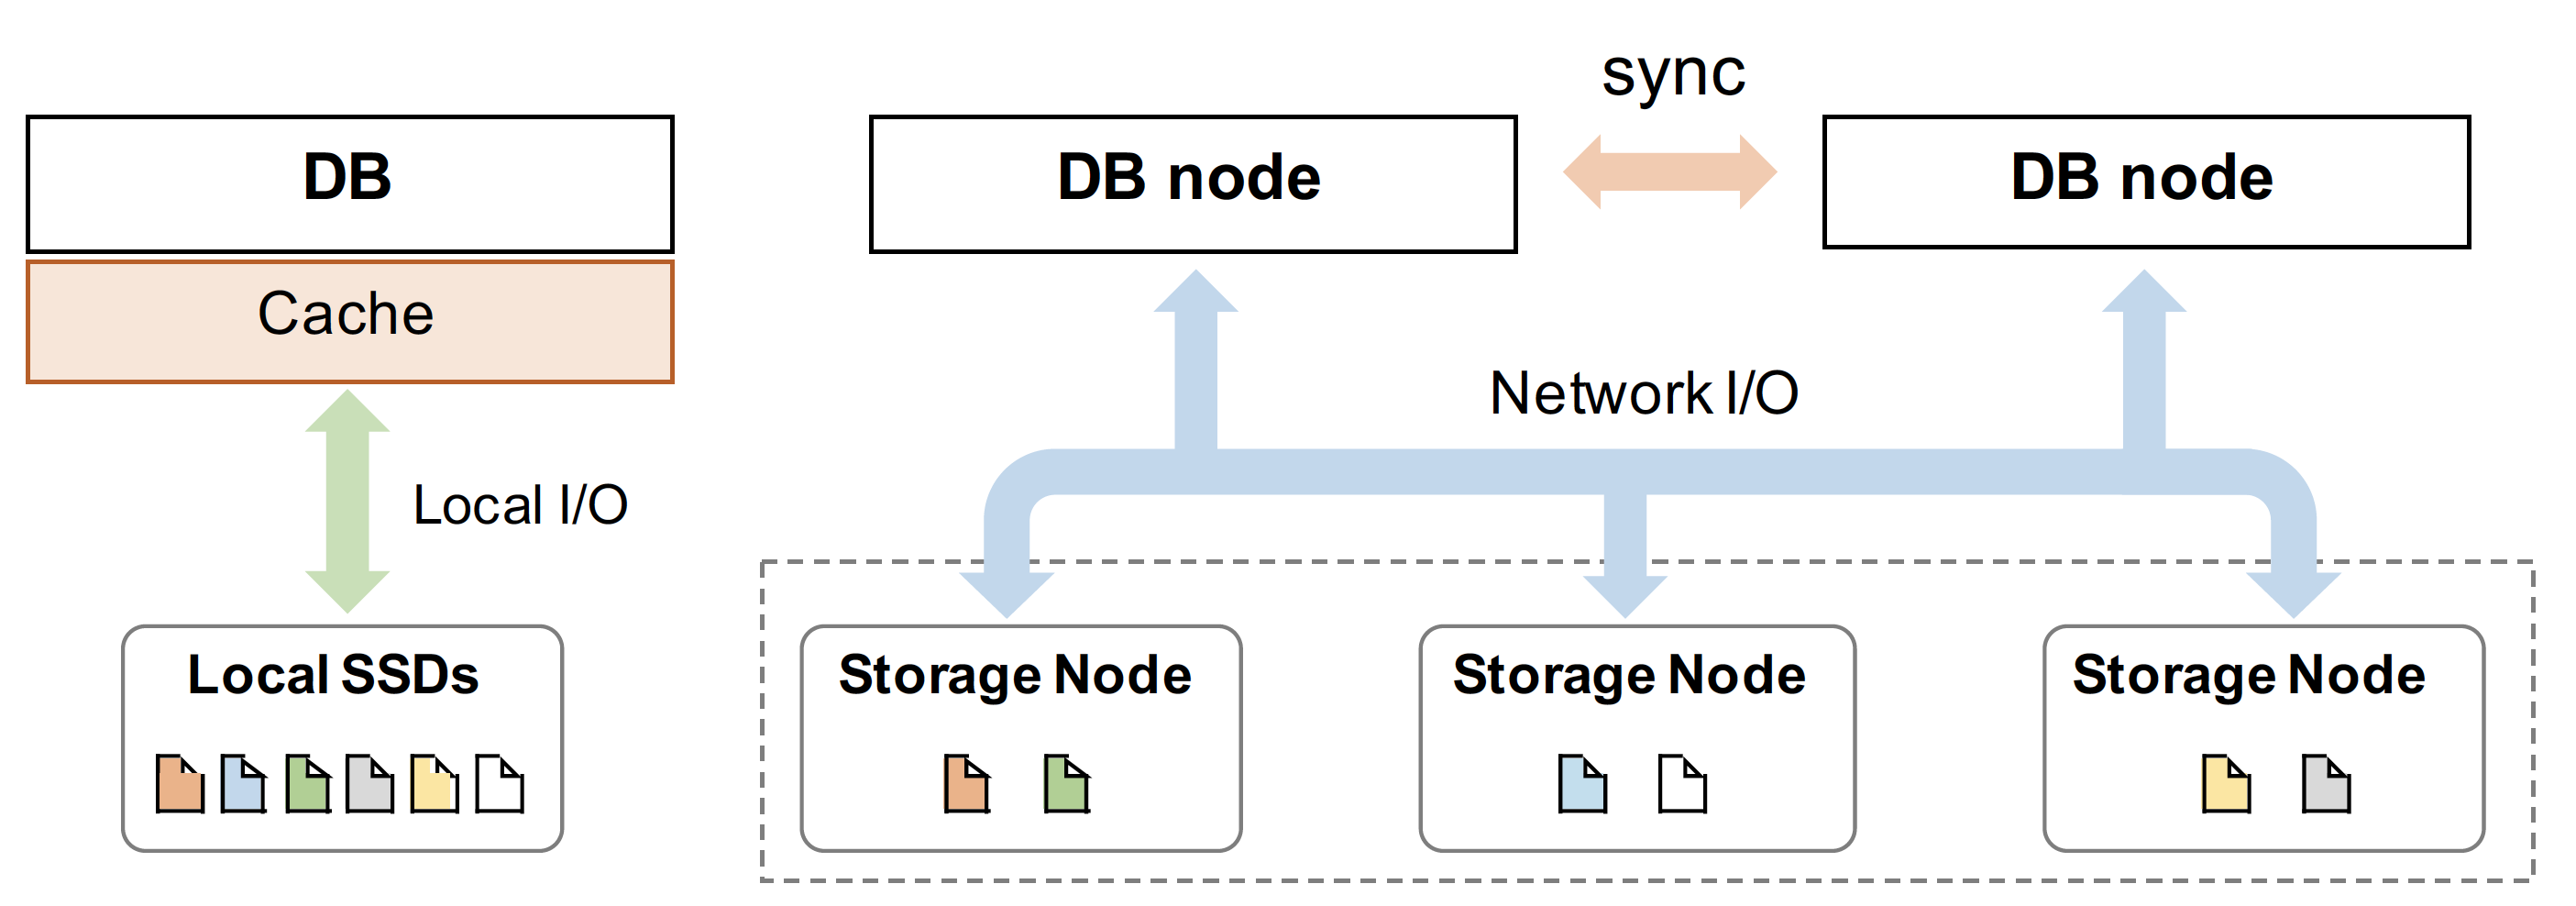 DB
Cache
Local I/O
Local SSDs
sync
DB node
DB node
Network I/O
Storage Node
Storage Node
Storage Node